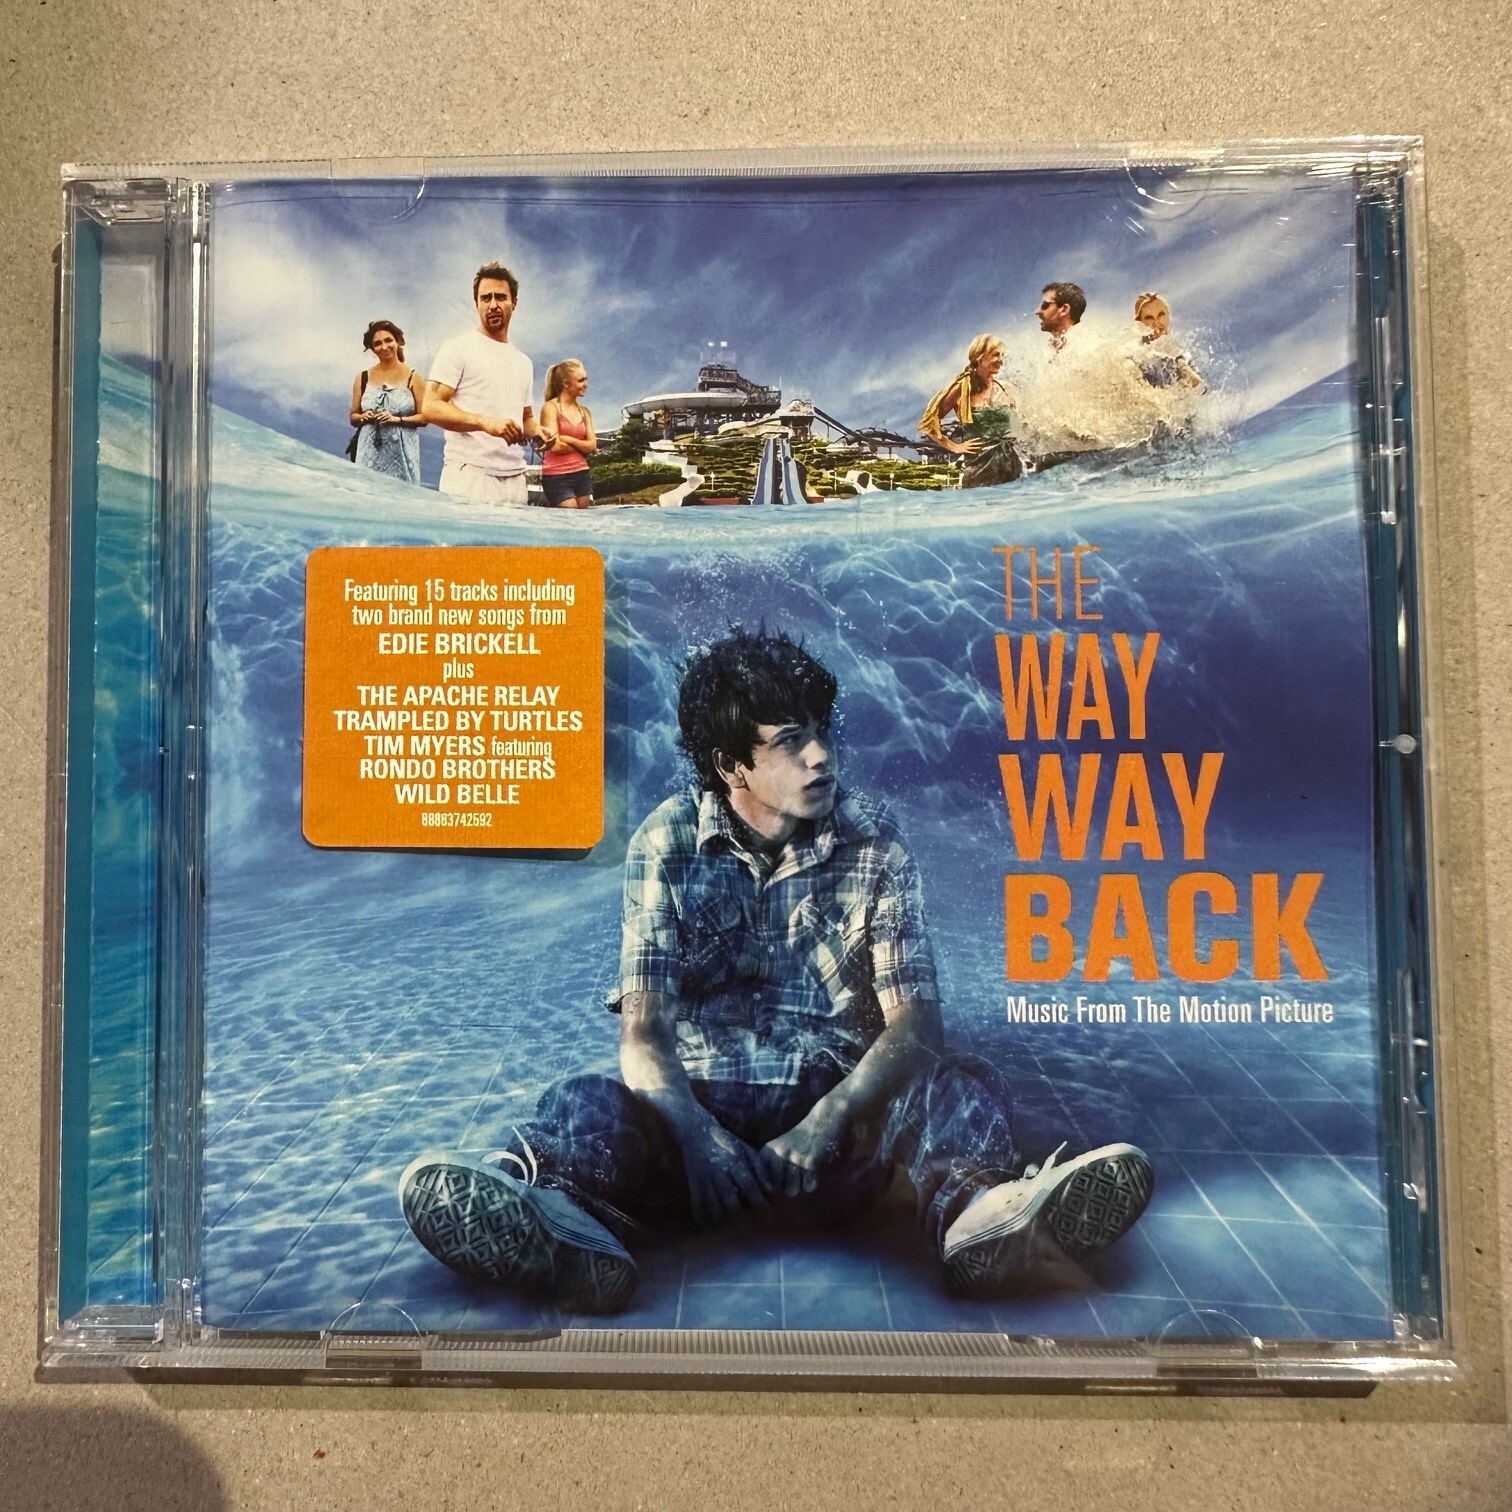 Featuring 15 tracks including
two brand new songs from
EDIE BRICKELL
plus
THE APACHE RELAY
TRAMPLED BY TURTLES
TIM MYERS featuring
RONDO BROTHERS
WILD BELLE
88883742592
THE
WAY
WAY
BACK
Music From The Motion Picture